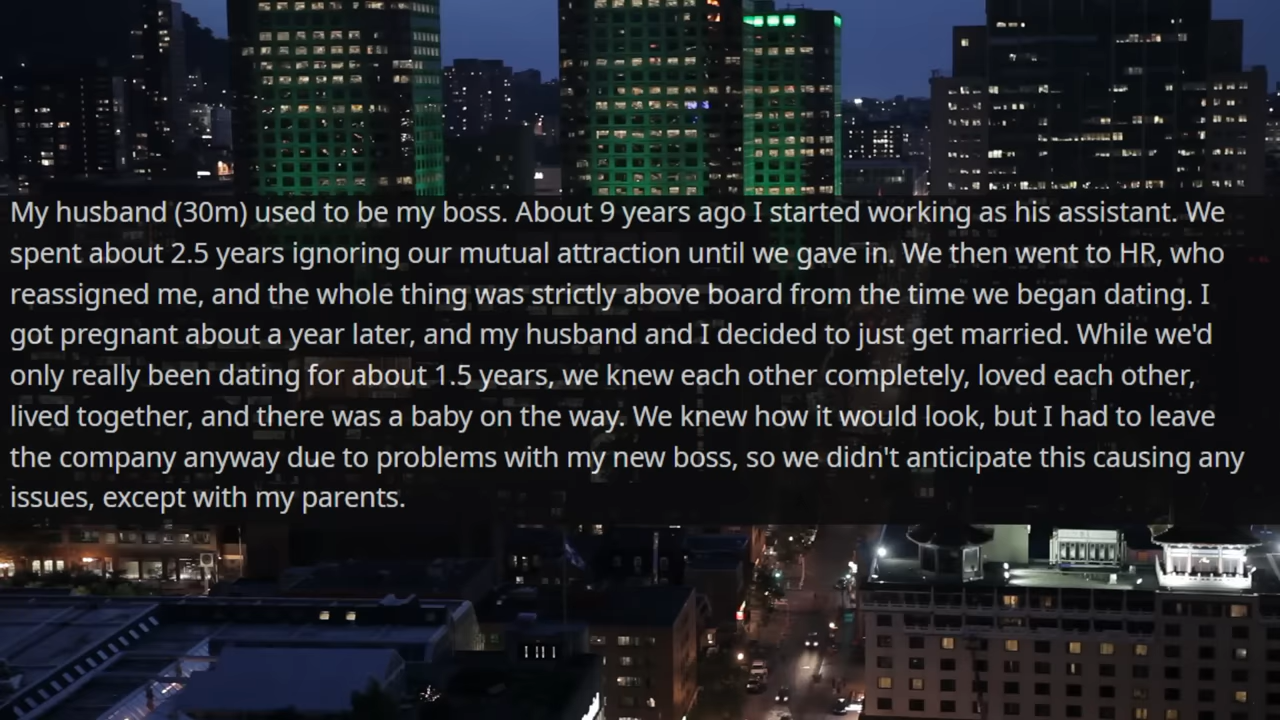 My husband (30m) used to be my boss. About 9 years ago I started working as his assistant. We
spent about 2.5 years ignoring our mutual attraction until we gave in. We then went to HR, who
reassigned me, and the whole thing was strictly above board from the time we began dating. I
got pregnant about a year later, and my husband and I decided to just get married. While we'd
only really been dating for about 1.5 years, we knew each other completely, loved each other,
lived together, and there was a baby on the way. We knew how it would look, but I had to leave
the company anyway due to problems with my new boss, so we didn't anticipate this causing any
issues, except with my parents.